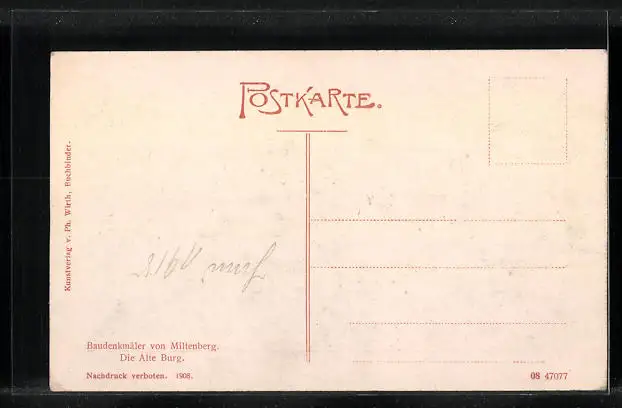 POSTKARTE.
Kunstverlag v. Ph. Wirth, Buchbinder.
Baudenkmäler von Miltenberg.
Die Alte Burg.
Nachdruck verboten. 1908.
08 47077